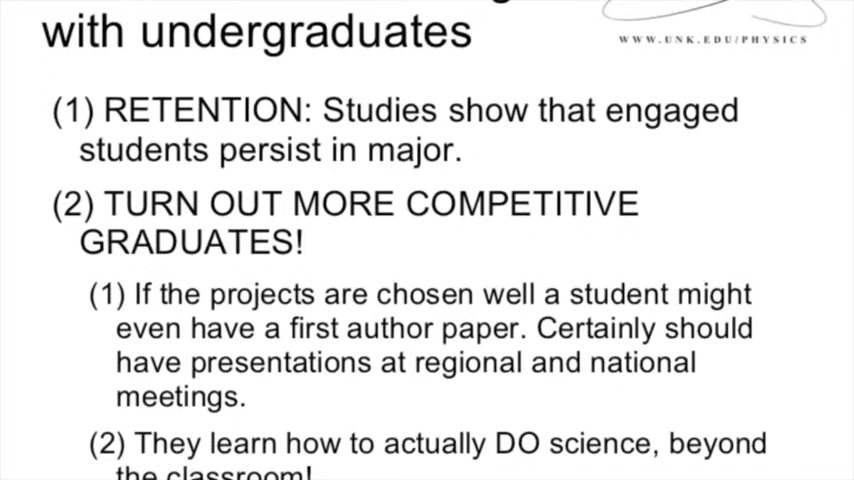 with undergraduates
WWW.UNK.EDU/PHYSICS
(1) RETENTION: Studies show that engaged
students persist in major.
(2) TURN OUT MORE COMPETITIVE
GRADUATES!
(1) If the projects are chosen well a student might
even have a first author paper. Certainly should
have presentations at regional and national
meetings.
(2) They learn how to actually DO science, beyond
the classroom!